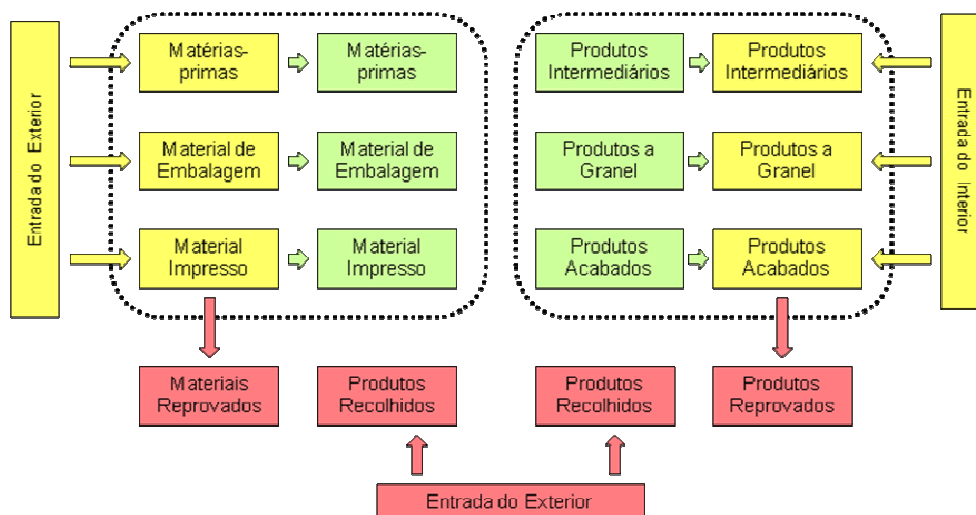 Entrada do Exterior
Matérias-
primas
Matérias-
primas
Material de
Embalagem
Material de
Embalagem
Material
Impresso
Material
Impresso
Produtos
Intermediários
Produtos
Intermediários
Produtos a
Granel
Produtos a
Granel
Produtos
Acabados
Produtos
Acabados
Entrada do Interior
Materiais
Reprovados
Produtos
Recolhidos
Produtos
Recolhidos
Produtos
Reprovados
Entrada do Exterior